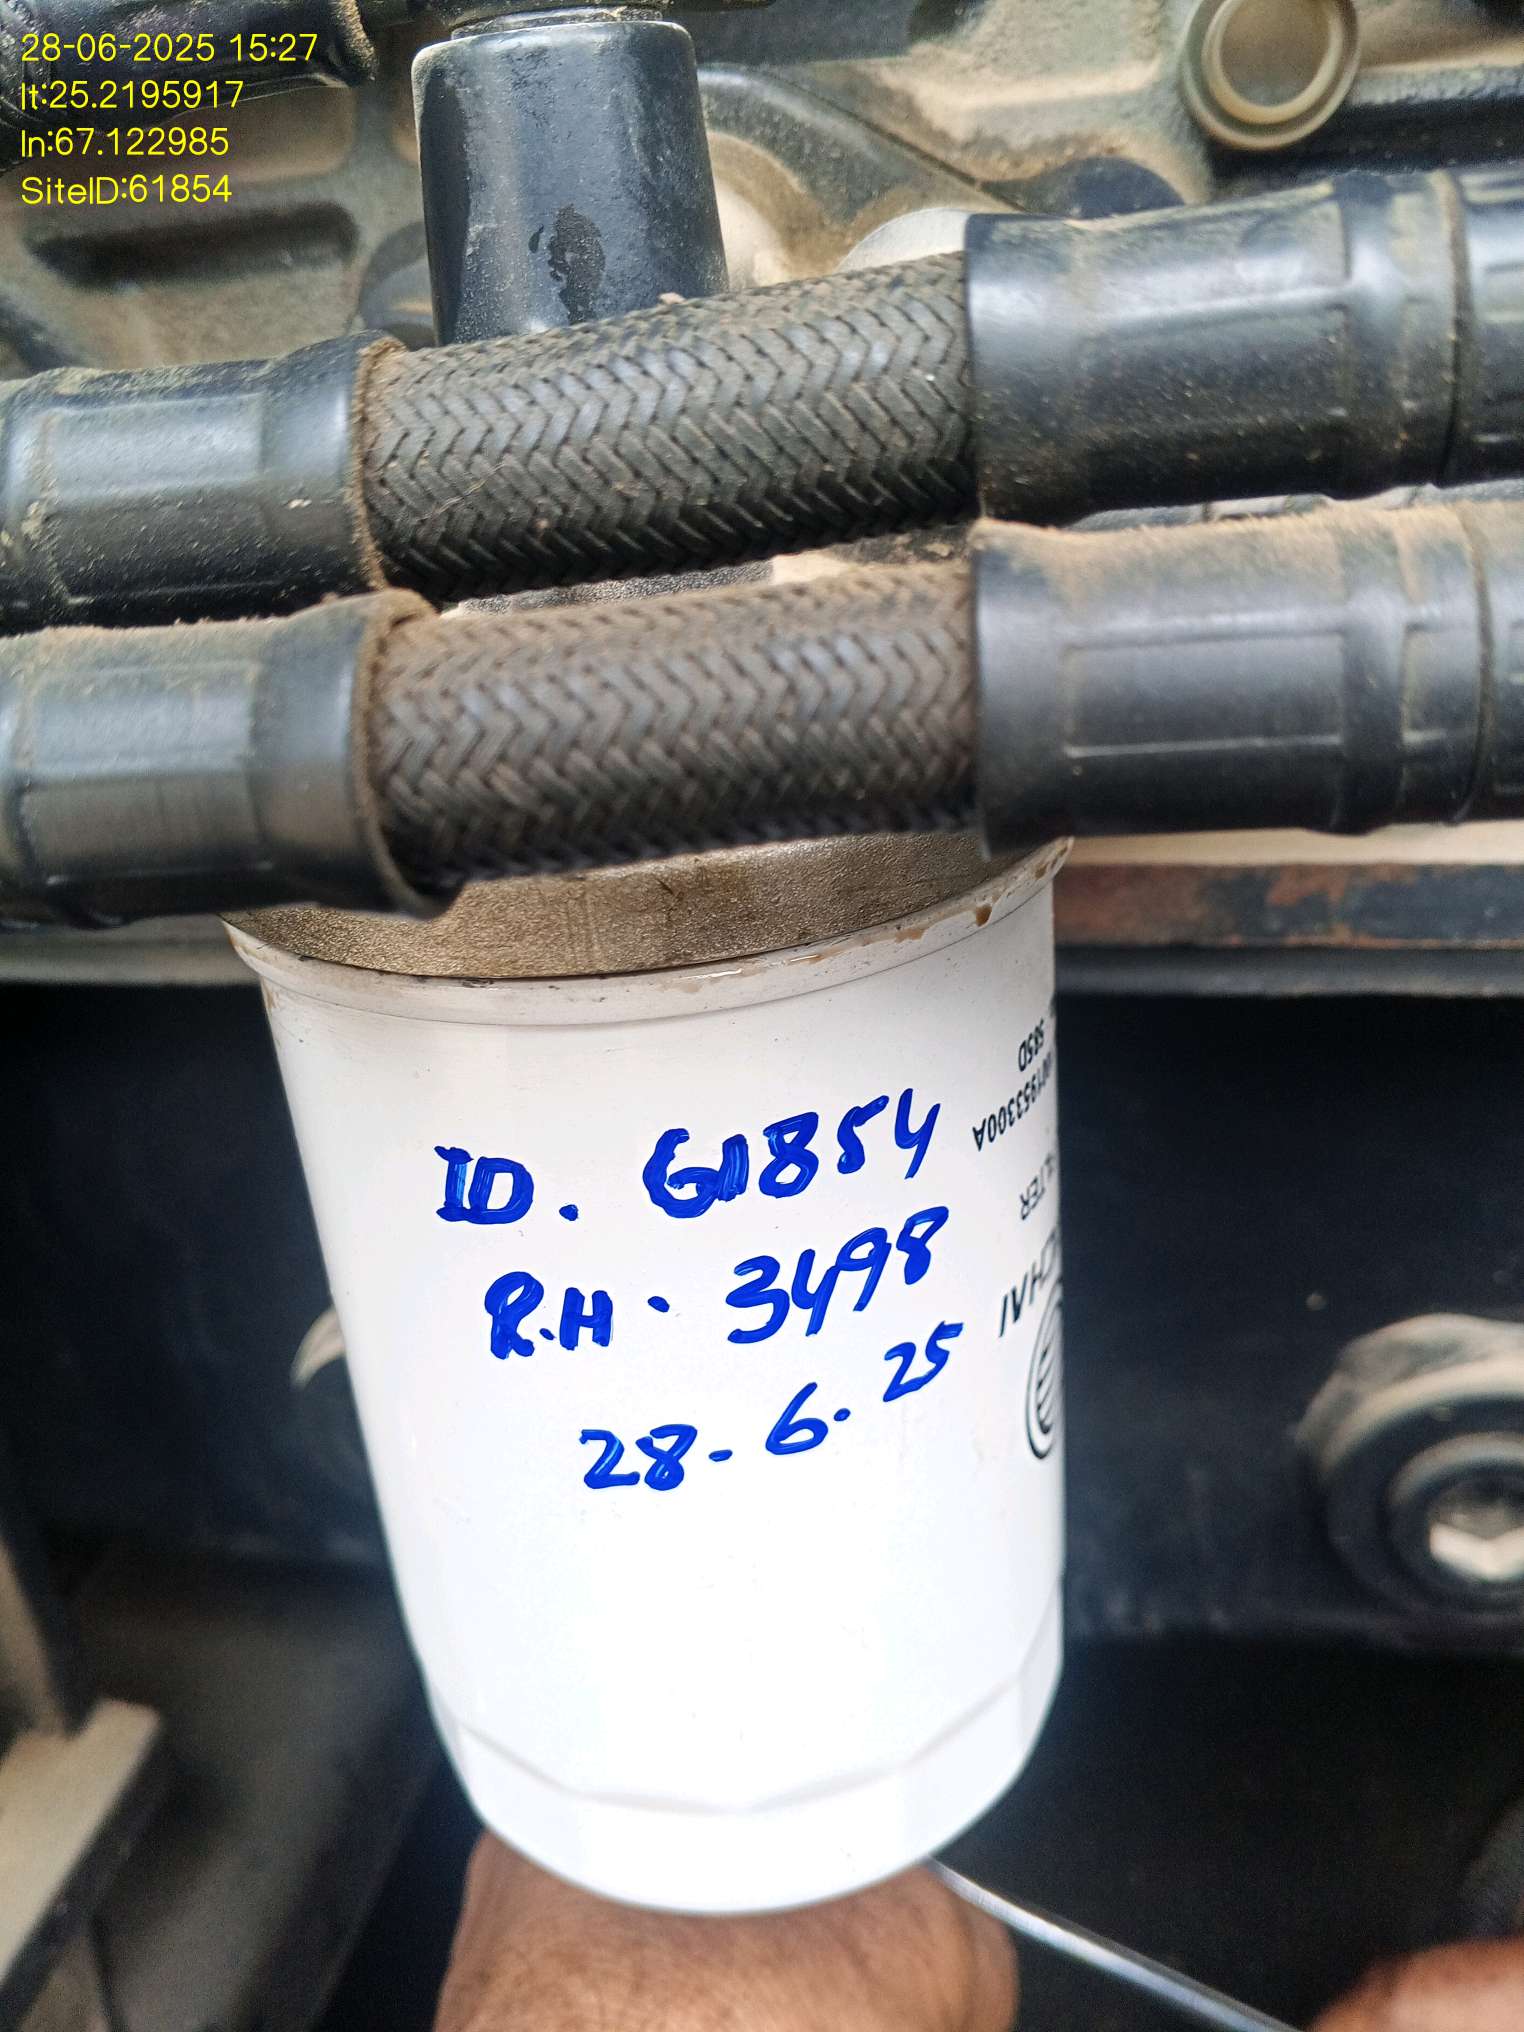 28-06-2025 15:27
lt:25.2195917
ln:67.122985
SiteID:61854
585D
ID. 61854
R.H. 3498
28-6.25